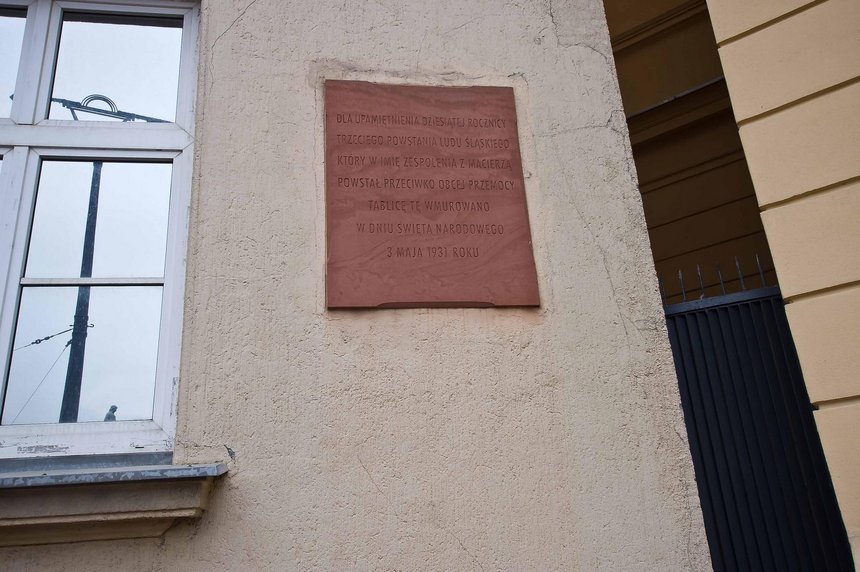 DLA UPAMIĘTNIENIA DZIESIĄTEJ ROCZNICY
TRZECIEGO POWSTANIA LUDU ŚLĄSKIEGO
KTÓRY W IMIĘ ZESPOLENIA Z MACIERZĄ
POWSTAŁ PRZECIWKO OBCEJ PRZEMOCY
TABLICĘ TĘ WMUROWANO
W DNIU ŚWIĘTA NARODOWEGO
3 MAJA 1931 ROKU